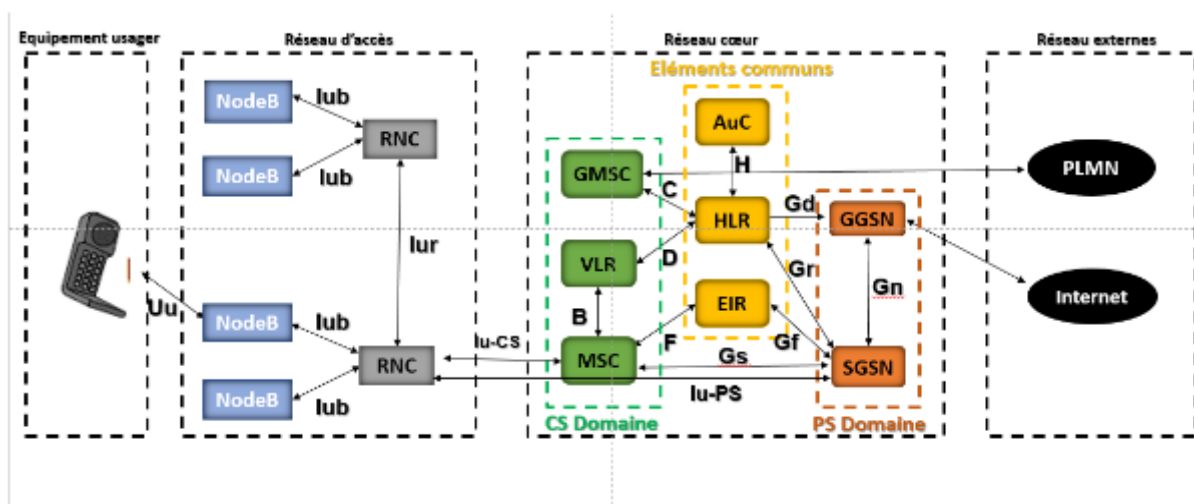 Equipement usager
Réseau d'accès
Réseau cœur
Réseau externes
Eléments communs
NodeB
Iub
RNC
NodeB
Iub
AuC
H
GMSC
C
PLMN
HLR
Gd
GGSN
Iur
VLR
D
Gr
Gn
Internet
Uu
NodeB
Iub
B
EIR
Iu-CS
F
Gf
MSC
Gs
SGSN
RNC
Iu-PS
NodeB
Iub
CS Domaine
PS Domaine